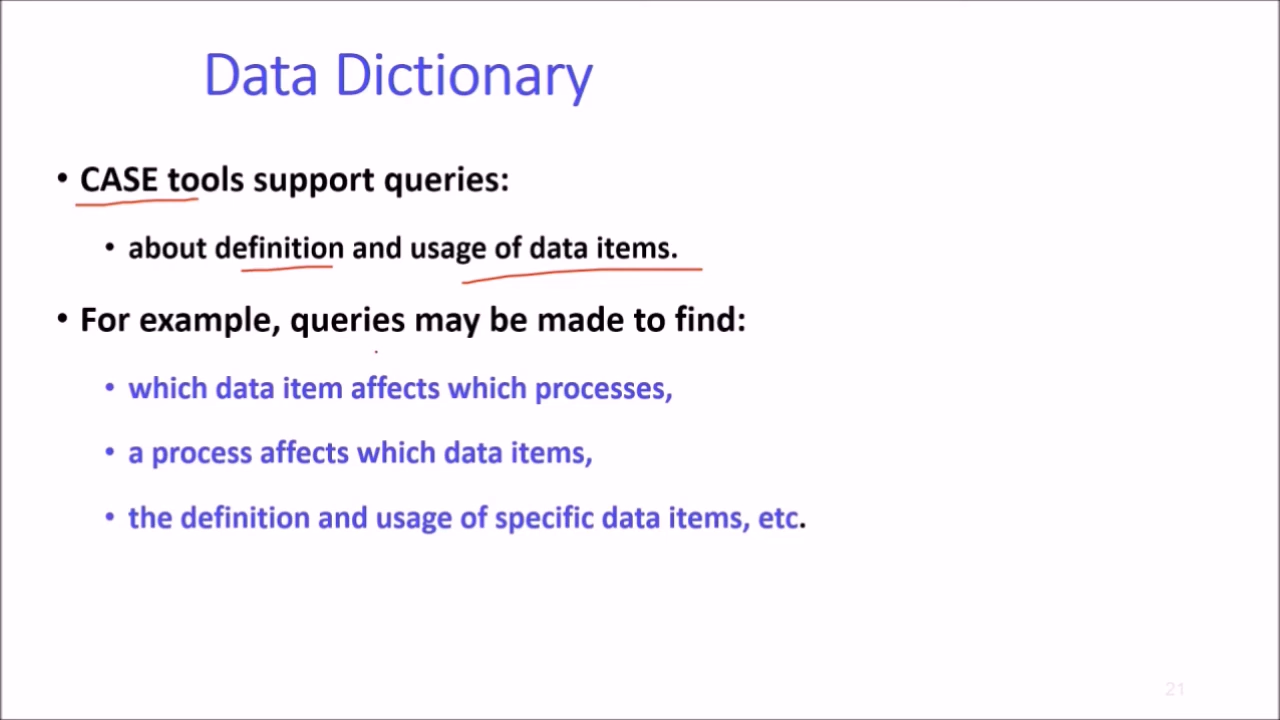 Data Dictionary
• CASE tools support queries:
• about definition and usage of data items.
• For example, queries may be made to find:
• which data item affects which processes,
• a process affects which data items,
• the definition and usage of specific data items, etc.
21